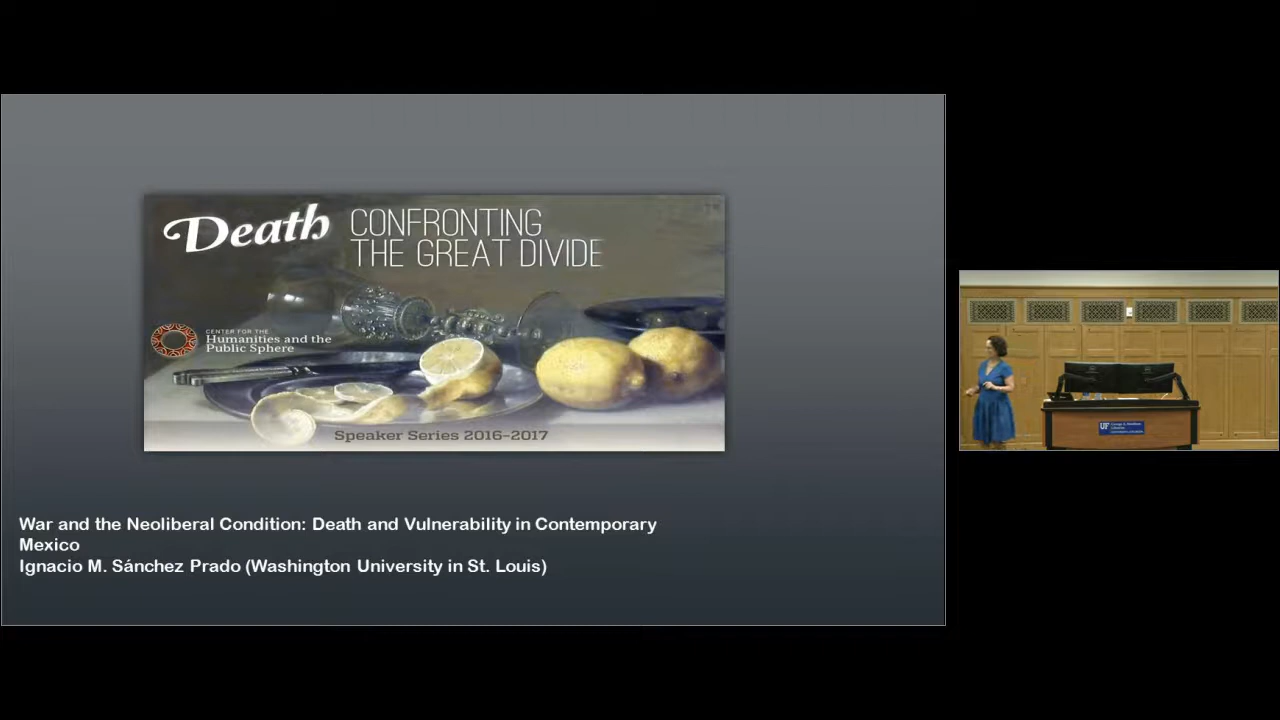 Death
CONFRONTING
THE GREAT DIVIDE
CENTER FOR THE
Humanities and the
Public Sphere
Speaker Series 2016-2017
War and the Neoliberal Condition: Death and Vulnerability in Contemporary
Mexico
Ignacio M. Sánchez Prado (Washington University in St. Louis)
UF